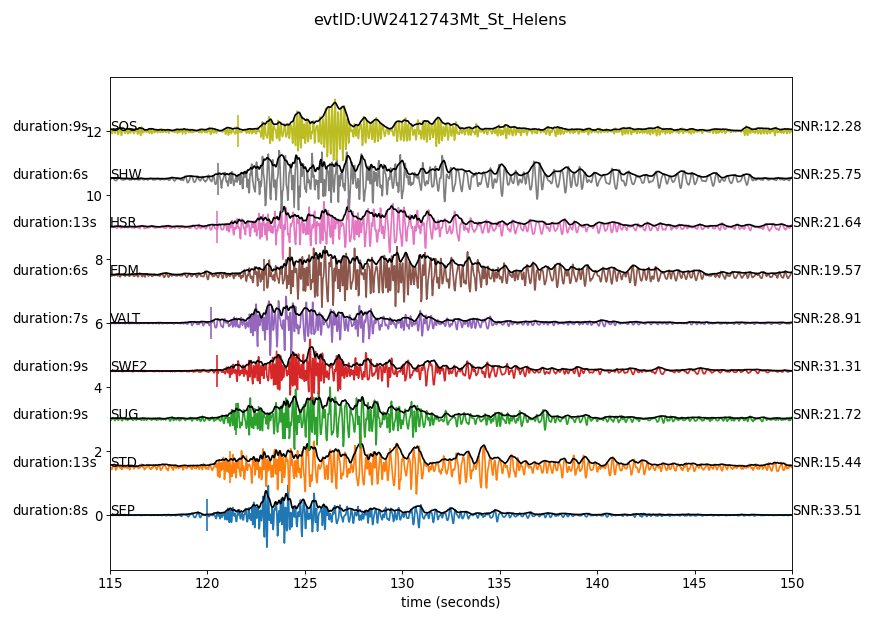 evtID:UW2412743Mt_St_Helens
duration:9s SOS SNR:12.28
12
duration:6s SHW SNR:25.75
10
duration:13s HSR SNR:21.64
8
duration:6s EDM SNR:19.57
duration:7s VALT SNR:28.91
6
duration:9s SWF2 SNR:31.31
4
duration:9s SUG SNR:21.72
2
duration:13s STD SNR:15.44
duration:8s SEP SNR:33.51
0
115 120 125 130 135 140 145 150
time (seconds)